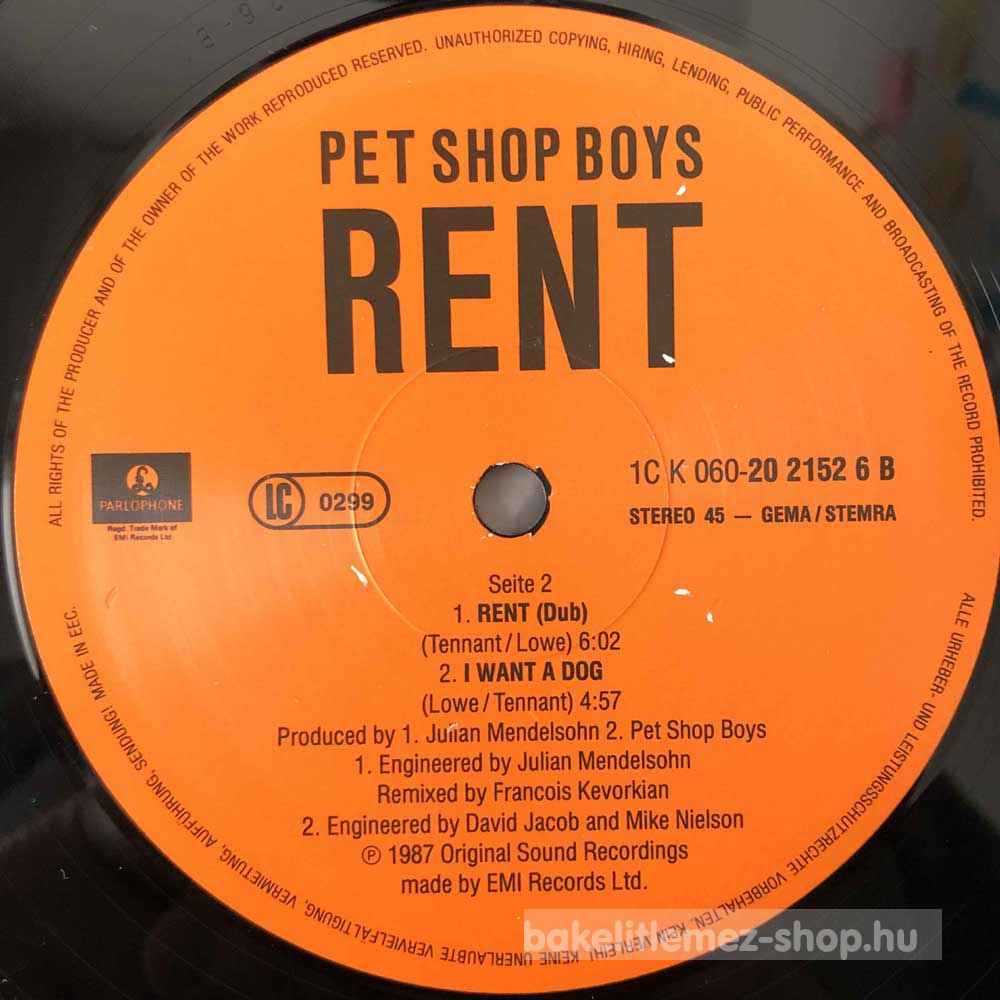 ALL RIGHTS OF THE PRODUCER AND OF THE OWNER OF THE WORK REPRODUCED RESERVED. UNAUTHORIZED COPYING, HIRING, LENDING, PUBLIC PERFORMANCE AND BROADCASTING OF THE RECORD PROHIBITED.
PET SHOP BOYS
RENT
PARLOPHONE
Regd. Trade Mark of
EMI Records Ltd
LC 0299
1C K 060-20 2152 6 B
STEREO 45 — GEMA/STEMRA
Seite 2
1. RENT (Dub)
(Tennant/Lowe) 6:02
2. I WANT A DOG
(Lowe/Tennant) 4:57
Produced by 1. Julian Mendelsohn 2. Pet Shop Boys
1. Engineered by Julian Mendelsohn
Remixed by Francois Kevorkian
2. Engineered by David Jacob and Mike Nielson
℗ 1987 Original Sound Recordings
made by EMI Records Ltd.
ALLE URHEBER- UND LEISTUNGSSCHUTZRECHTE VORBEHALTEN. KEIN VERLEIH! KEINE UNERLAUBTE VERVIELFÄLTIGUNG, VERMIETUNG, AUFFÜHRUNG, SENDUNG! MADE IN EEC.
bakelitlemez-shop.hu